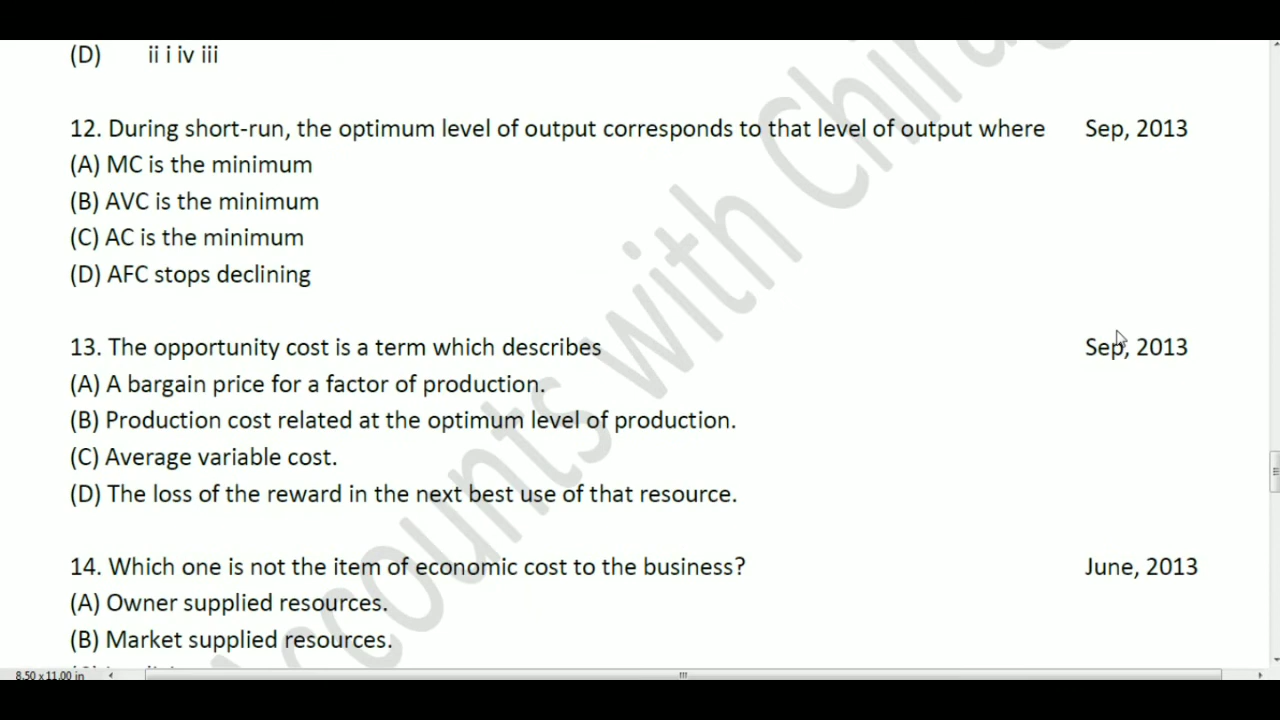 (D) ii i iv iii
12. During short-run, the optimum level of output corresponds to that level of output where Sep, 2013
(A) MC is the minimum
(B) AVC is the minimum
(C) AC is the minimum
(D) AFC stops declining
13. The opportunity cost is a term which describes Sep, 2013
(A) A bargain price for a factor of production.
(B) Production cost related at the optimum level of production.
(C) Average variable cost.
(D) The loss of the reward in the next best use of that resource.
14. Which one is not the item of economic cost to the business? June, 2013
(A) Owner supplied resources.
(B) Market supplied resources.
8.50 x 11.00 in